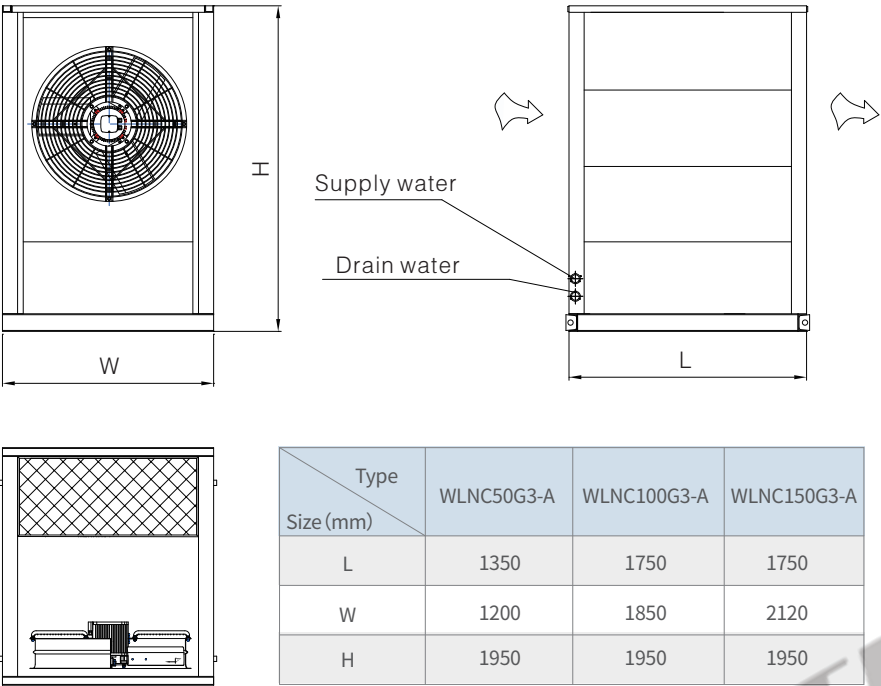 H
Supply water
Drain water
W
L
Type
Size(mm)
WLNC50G3-A
WLNC100G3-A
WLNC150G3-A
L 1350 1750 1750
W 1200 1850 2120
H 1950 1950 1950